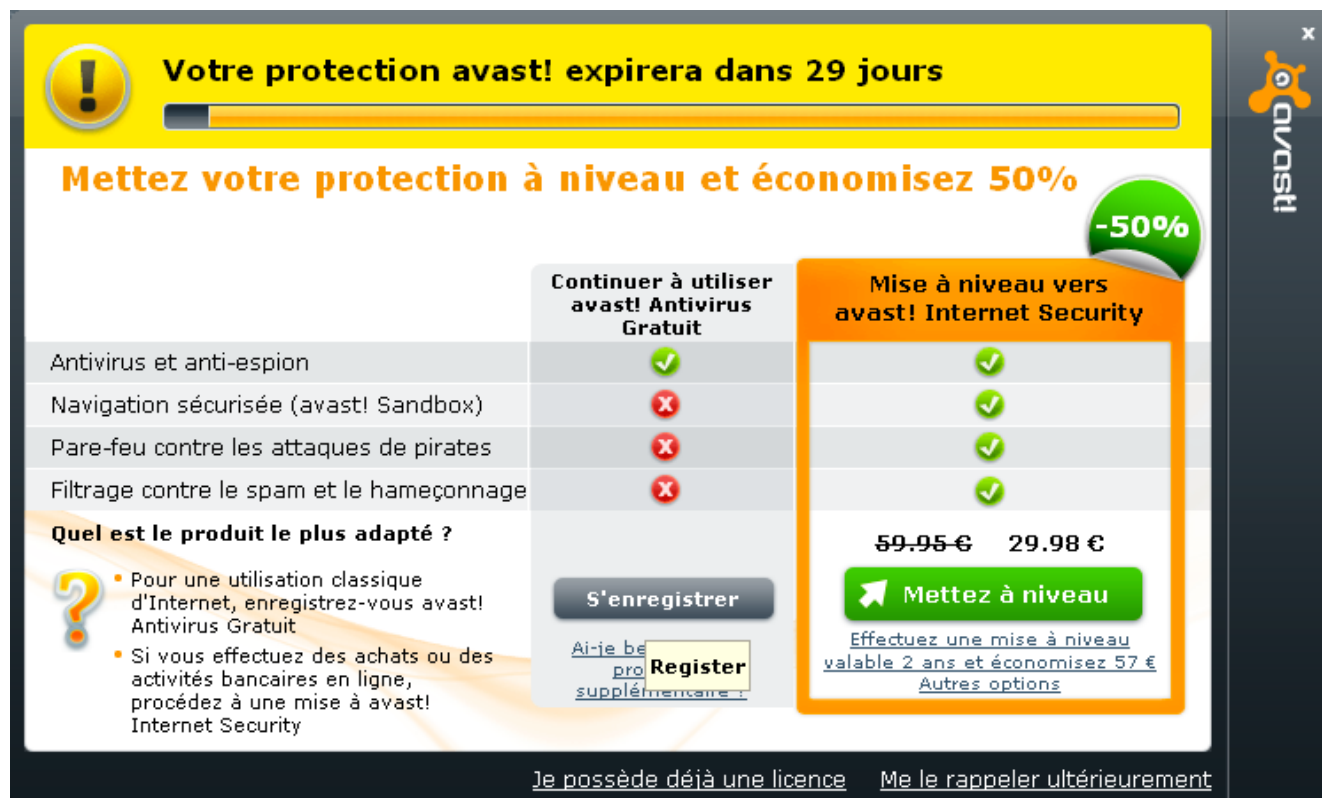 Votre protection avast! expirera dans 29 jours
x
avast!
Mettez votre protection à niveau et économisez 50%
-50%
Continuer à utiliser
avast! Antivirus
Gratuit
Mise à niveau vers
avast! Internet Security
Antivirus et anti-espion
Navigation sécurisée (avast! Sandbox)
Pare-feu contre les attaques de pirates
Filtrage contre le spam et le hameçonnage
Quel est le produit le plus adapté ?
• Pour une utilisation classique
d'Internet, enregistrez-vous avast!
Antivirus Gratuit
• Si vous effectuez des achats ou des
activités bancaires en ligne,
procédez à une mise à avast!
Internet Security
S'enregistrer
Ai-je
Register
supplémentaire ?
59.95 € 29.98 €
Mettez à niveau
Effectuez une mise à niveau
valable 2 ans et économisez 57 €
Autres options
Je possède déjà une licence
Me le rappeler ultérieurement